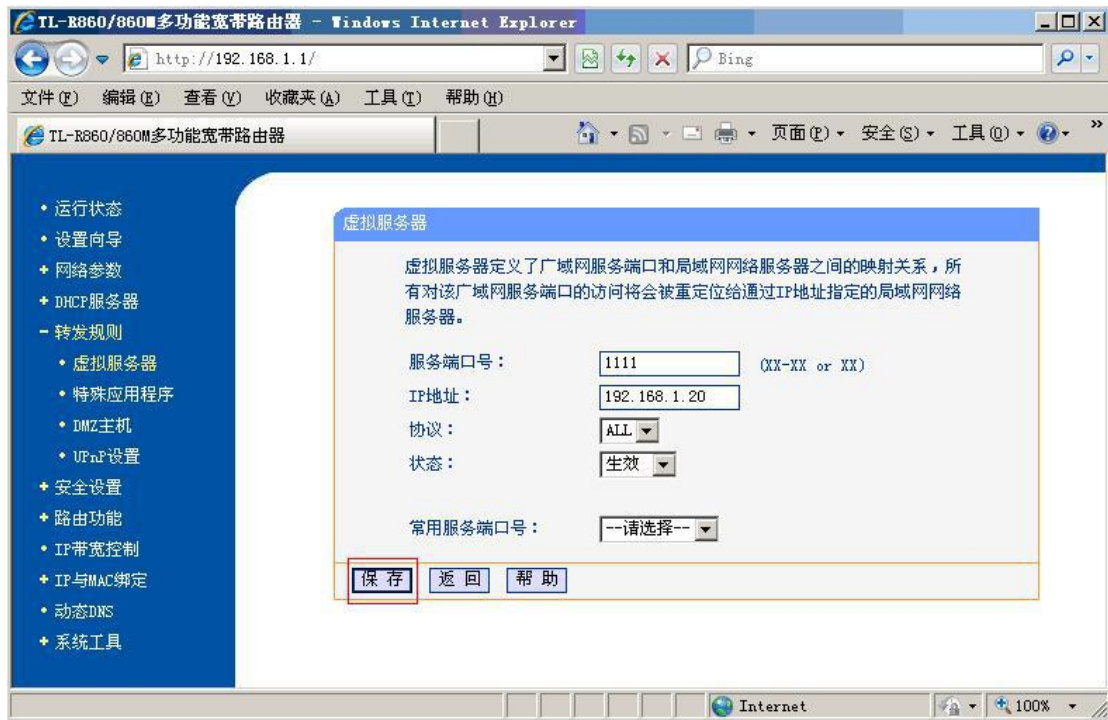 TL-R860/860M多功能宽带路由器 - Windows Internet Explorer
http://192.168.1.1/
Bing
文件(F) 编辑(E) 查看(V) 收藏夹(A) 工具(T) 帮助(H)
TL-R860/860M多功能宽带路由器
页面(P) 安全(S) 工具(O) »
• 运行状态
• 设置向导
+ 网络参数
+ DHCP服务器
- 转发规则
• 虚拟服务器
• 特殊应用程序
• DMZ主机
• UPnP设置
+ 安全设置
+ 路由功能
• IP带宽控制
+ IP与MAC绑定
• 动态DNS
+ 系统工具
虚拟服务器
虚拟服务器定义了广域网服务端口和局域网网络服务器之间的映射关系，所
有对该广域网服务端口的访问将会被重定位给通过IP地址指定的局域网网络
服务器。
服务端口号： 1111 (XX-XX or XX)
IP地址： 192.168.1.20
协议： ALL
状态： 生效
常用服务端口号： --请选择--
保 存 返 回 帮 助
Internet 100%